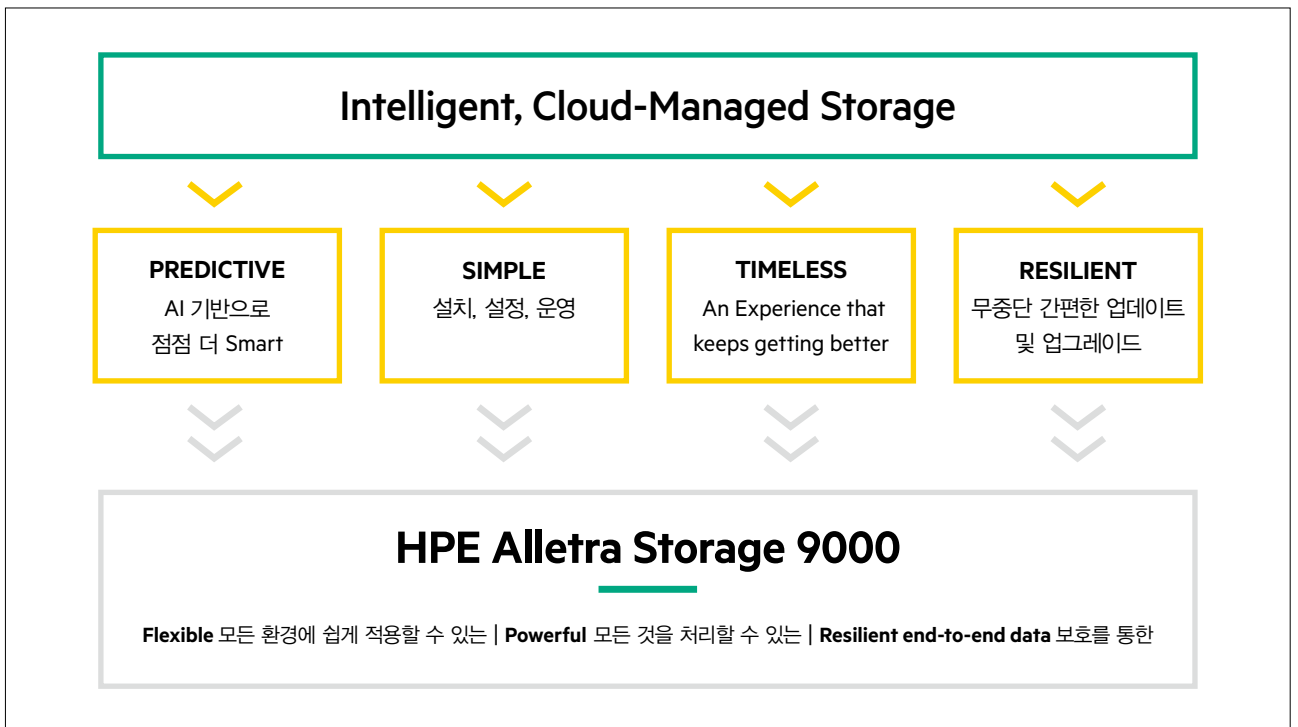 Intelligent, Cloud-Managed Storage
PREDICTIVE
AI 기반으로
점점 더 Smart
SIMPLE
설치, 설정, 운영
TIMELESS
An Experience that
keeps getting better
RESILIENT
무중단 간편한 업데이트
및 업그레이드
HPE Alletra Storage 9000
Flexible 모든 환경에 쉽게 적용할 수 있는 | Powerful 모든 것을 처리할 수 있는 | Resilient end-to-end data 보호를 통한